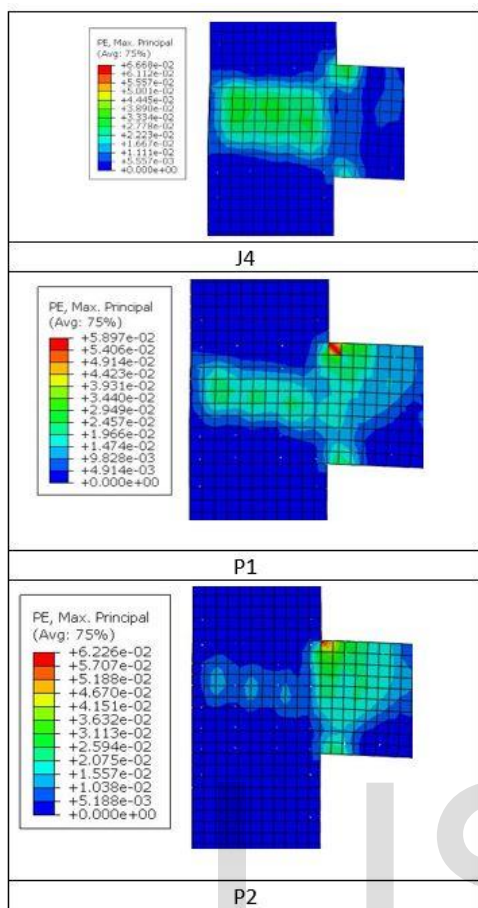 PE, Max. Principal
(Avg: 75%)
+6.668e-02
+6.112e-02
+5.557e-02
+5.001e-02
+4.445e-02
+3.890e-02
+3.334e-02
+2.778e-02
+2.223e-02
+1.667e-02
+1.111e-02
+5.557e-03
+0.000e+00
J4
PE, Max. Principal
(Avg: 75%)
+5.897e-02
+5.406e-02
+4.914e-02
+4.423e-02
+3.931e-02
+3.440e-02
+2.949e-02
+2.457e-02
+1.966e-02
+1.474e-02
+9.828e-03
+4.914e-03
+0.000e+00
P1
PE, Max. Principal
(Avg: 75%)
+6.226e-02
+5.707e-02
+5.188e-02
+4.670e-02
+4.151e-02
+3.632e-02
+3.113e-02
+2.594e-02
+2.075e-02
+1.557e-02
+1.038e-02
+5.188e-03
+0.000e+00
P2